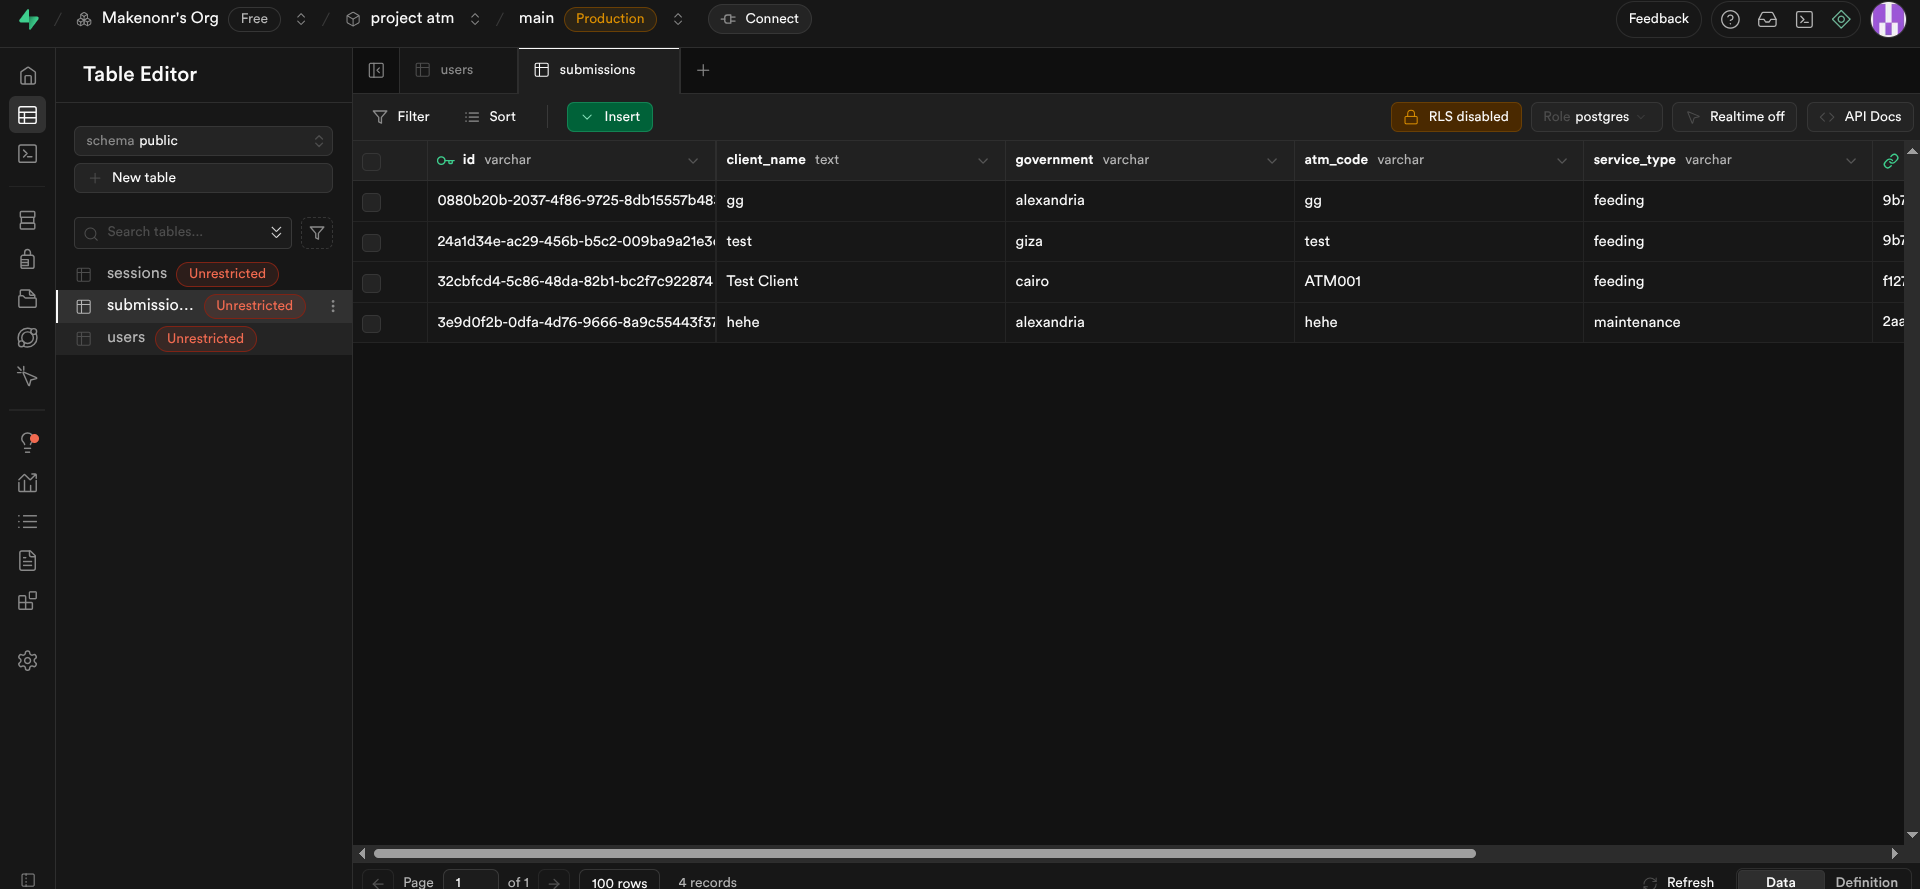 Makenonr's Org Free project atm main Production Connect Feedback
Table Editor
users submissions
Filter Sort Insert RLS disabled Role postgres Realtime off API Docs
schema public
New table
Search tables...
sessions Unrestricted
submissio... Unrestricted
users Unrestricted
id varchar client_name text government varchar atm_code varchar service_type varchar
0880b20b-2037-4f86-9725-8db15557b48 gg alexandria gg feeding 9b7
24a1d34e-ac29-456b-b5c2-009ba9a21e3 test giza test feeding 9b7
32cbfcd4-5c86-48da-82b1-bc2f7c922874 Test Client cairo ATM001 feeding f127
3e9d0f2b-0dfa-4d76-9666-8a9c55443f37 hehe alexandria hehe maintenance 2aa
Page 1 of 1 100 rows 4 records Refresh Data Definition